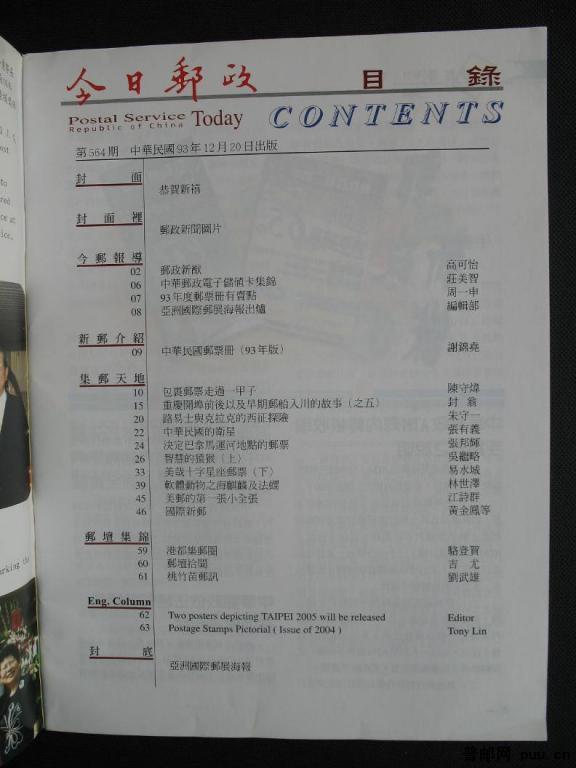 今日郵政 目錄
Postal Service Today
Republic of China
CONTENTS
第564期 中華民國93年12月20日出版
封面
恭賀新禧
封面裡
郵政新聞圖片
今郵報導
02 郵政新猷 高可怡
06 中華郵政電子儲值卡集錦 莊美智
07 93年度郵票冊有賣點 周一申
08 亞洲國際郵展海報出爐 編輯部
新郵介紹
09 中華民國郵票冊（93年版） 謝錦堯
集郵天地
10 包裹郵票走過一甲子 陳守煒
15 重慶開埠前後以及早期郵船入川的故事（之五） 封翁
20 路易士與克拉克的西征探險 朱守一
22 中華民國的衛星 張有義
24 決定巴拿馬運河地點的郵票 張邦輝
26 智慧的猿猴（上） 吳繼略
33 美哉十字星座郵票（下） 易水城
39 軟體動物之海麒麟及法螺 林世澤
45 美郵的第一張小全張 江詩群
46 國際新郵 黃金鳳等
郵壇集錦
59 港都集郵圈 駱登賀
60 郵壇拾聞 吉尤
61 桃竹苗郵訊 劉武雄
Eng. Column
62 Two posters depicting TAIPEI 2005 will be released Editor
63 Postage Stamps Pictorial ( Issue of 2004 ) Tony Lin
封底
亞洲國際郵展海報
普邮网 puu.cn